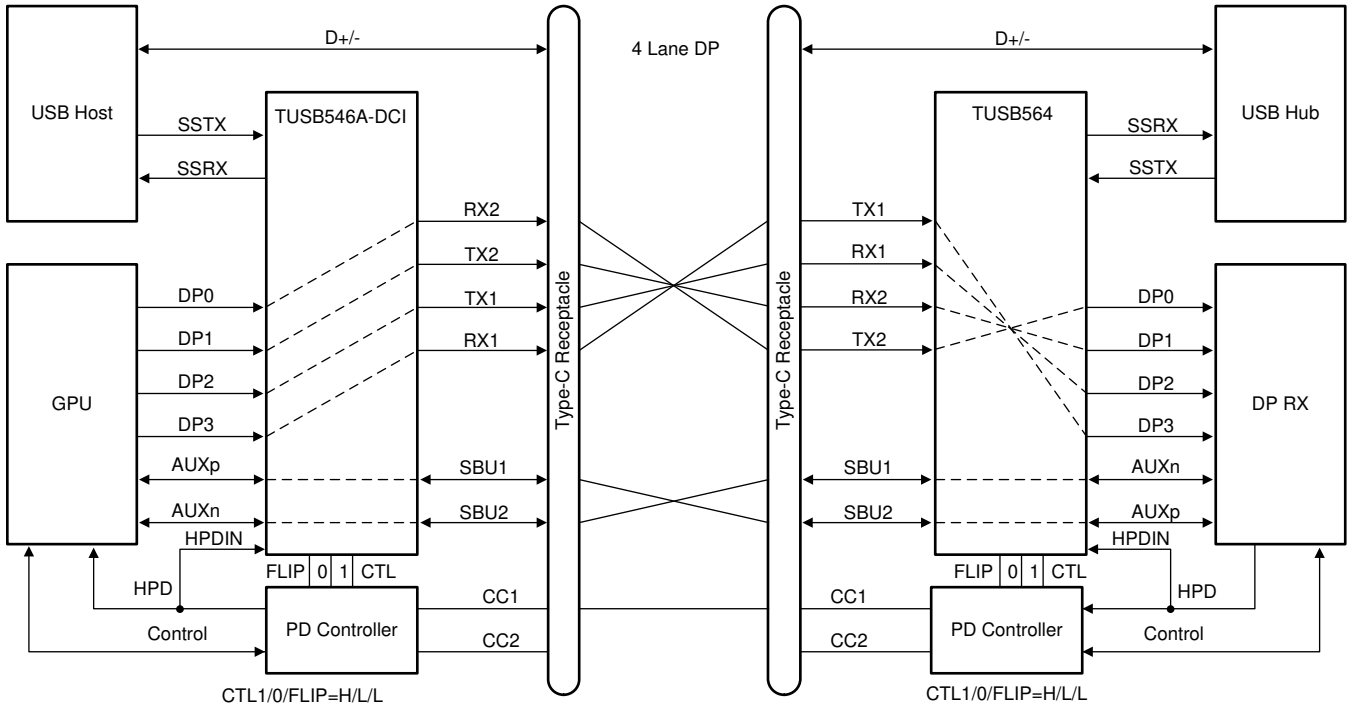 D+/-
4 Lane DP
D+/-
USB Host
TUSB546A-DCI
TUSB564
USB Hub
SSTX
SSRX
SSRX
SSTX
RX2
TX2
TX1
RX1
TX1
RX1
RX2
TX2
Type-C Receptacle
Type-C Receptacle
GPU
DP0
DP1
DP2
DP3
AUXp
AUXn
HPDIN
SBU1
SBU2
SBU1
SBU2
DP0
DP1
DP2
DP3
AUXn
AUXp
HPDIN
DP RX
FLIP 0 1 CTL
FLIP 0 1 CTL
HPD
Control
PD Controller
CC1
CC2
CC1
CC2
PD Controller
HPD
Control
CTL1/0/FLIP=H/L/L
CTL1/0/FLIP=H/L/L